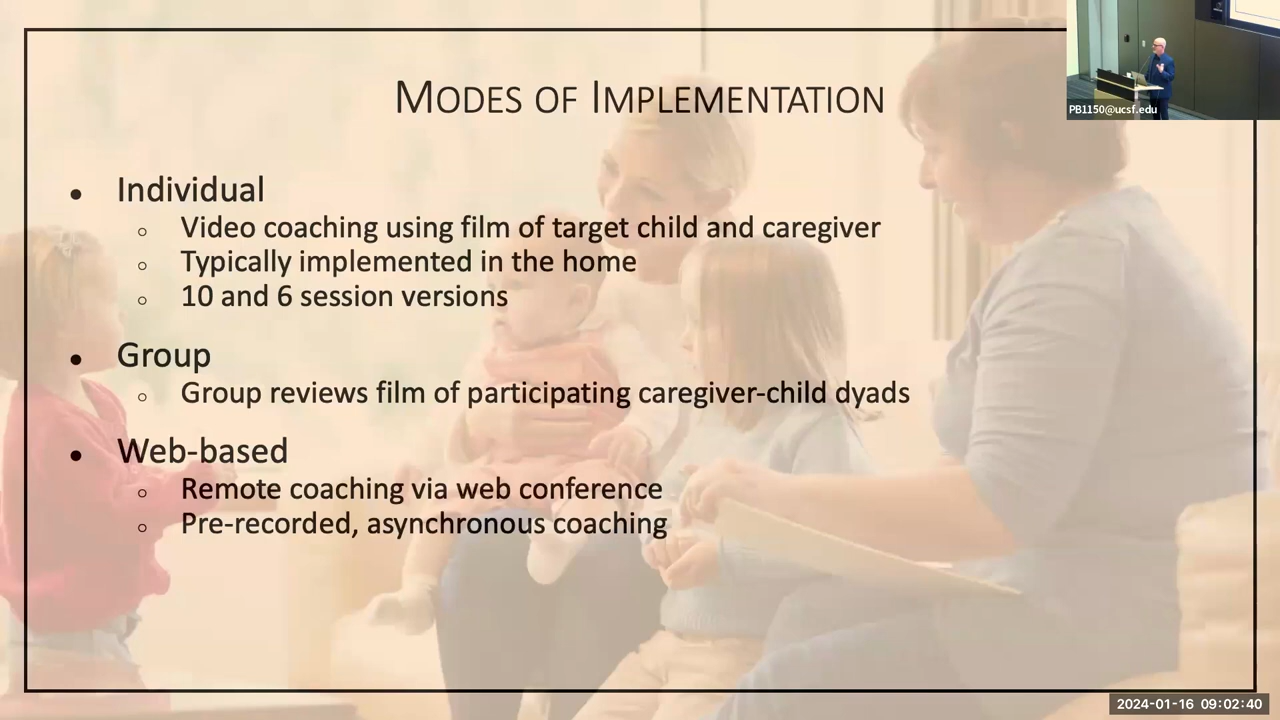 Modes of Implementation
PB1150@ucsf.edu
• Individual
○ Video coaching using film of target child and caregiver
○ Typically implemented in the home
○ 10 and 6 session versions
• Group
○ Group reviews film of participating caregiver-child dyads
• Web-based
○ Remote coaching via web conference
○ Pre-recorded, asynchronous coaching
2024-01-16 09:02:40